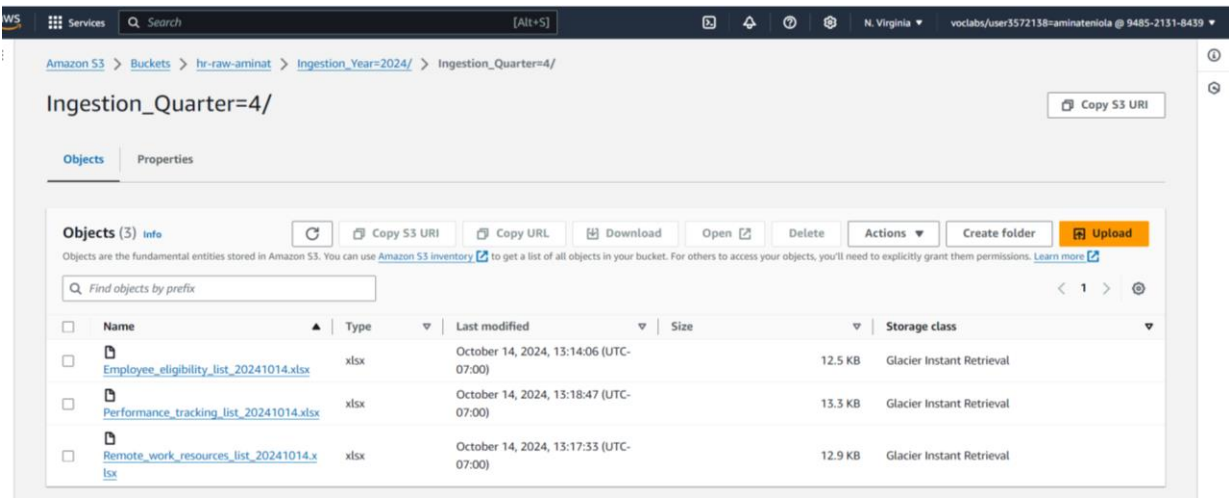 aws Services Search [Alt+S] N. Virginia ▼ voclabs/user3572138=aminateniola @ 9485-2131-8439 ▼
Amazon S3 > Buckets > hr-raw-aminat > Ingestion_Year=2024/ > Ingestion_Quarter=4/
Ingestion_Quarter=4/
Copy S3 URI
Objects Properties
Objects (3) Info
Copy S3 URI Copy URL Download Open Delete Actions ▼ Create folder Upload
Objects are the fundamental entities stored in Amazon S3. You can use Amazon S3 inventory to get a list of all objects in your bucket. For others to access your objects, you'll need to explicitly grant them permissions. Learn more
Find objects by prefix
< 1 >
Name Type Last modified Size Storage class
Employee_eligibility_list_20241014.xlsx xlsx October 14, 2024, 13:14:06 (UTC-
07:00) 12.5 KB Glacier Instant Retrieval
Performance_tracking_list_20241014.xlsx xlsx October 14, 2024, 13:18:47 (UTC-
07:00) 13.3 KB Glacier Instant Retrieval
Remote_work_resources_list_20241014.x
lsx xlsx October 14, 2024, 13:17:33 (UTC-
07:00) 12.9 KB Glacier Instant Retrieval